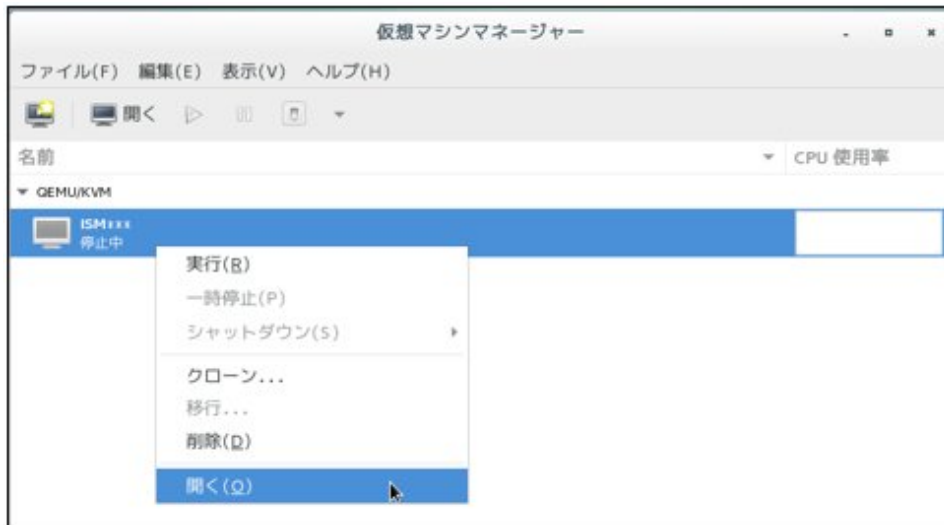 仮想マシンマネージャー
ファイル(F) 編集(E) 表示(V) ヘルプ(H)
開く
名前 CPU 使用率
QEMU/KVM
ISMxxx
停止中
実行(R)
一時停止(P)
シャットダウン(S)
クローン...
移行...
削除(D)
開く(O)